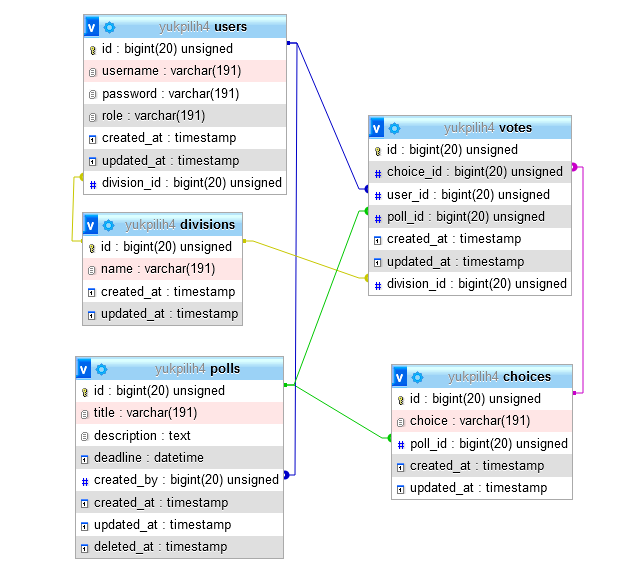 v yukpilih4 users
id : bigint(20) unsigned
username : varchar(191)
password : varchar(191)
role : varchar(191)
created_at : timestamp
updated_at : timestamp
# division_id : bigint(20) unsigned
v yukpilih4 divisions
id : bigint(20) unsigned
name : varchar(191)
created_at : timestamp
updated_at : timestamp
v yukpilih4 polls
id : bigint(20) unsigned
title : varchar(191)
description : text
deadline : datetime
# created_by : bigint(20) unsigned
created_at : timestamp
updated_at : timestamp
deleted_at : timestamp
v yukpilih4 votes
id : bigint(20) unsigned
# choice_id : bigint(20) unsigned
# user_id : bigint(20) unsigned
# poll_id : bigint(20) unsigned
created_at : timestamp
updated_at : timestamp
# division_id : bigint(20) unsigned
v yukpilih4 choices
id : bigint(20) unsigned
choice : varchar(191)
# poll_id : bigint(20) unsigned
created_at : timestamp
updated_at : timestamp